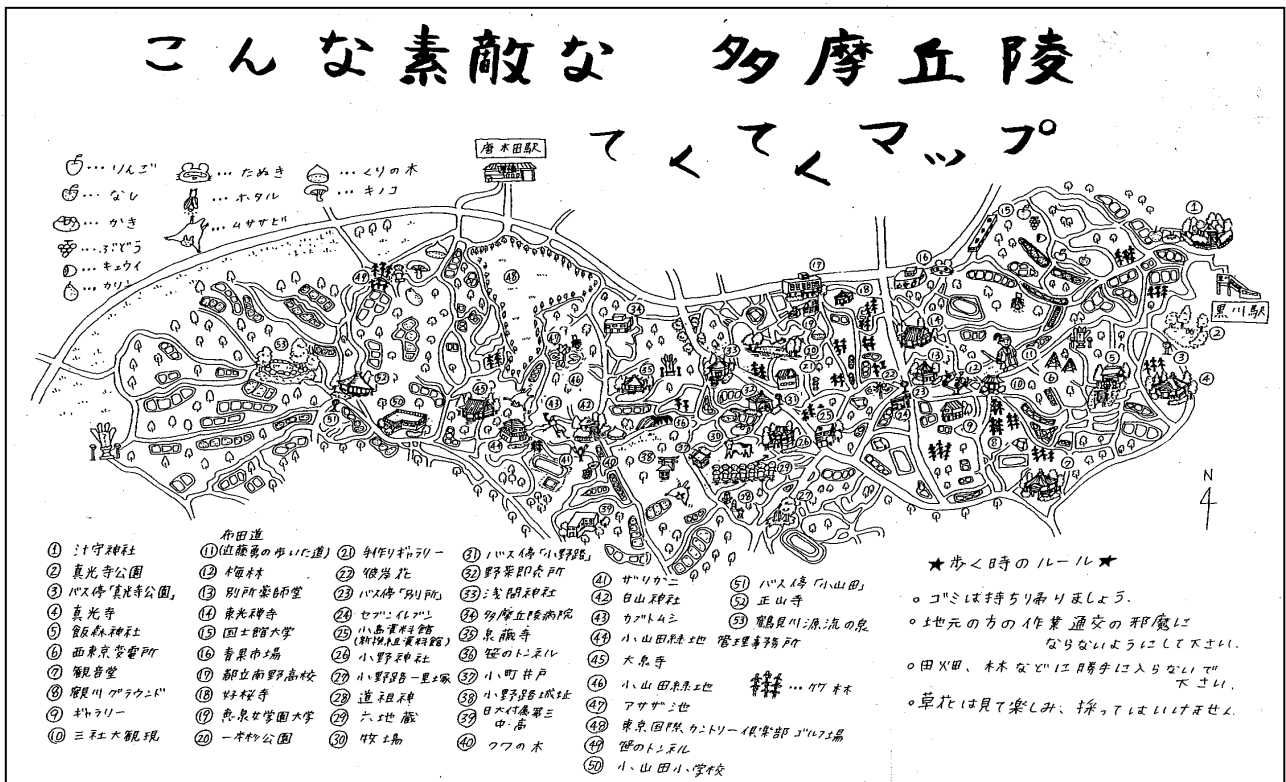 こんな素敵な 多摩丘陵
てくてくマップ
唐木田駅
…りんご
…なし
…かき
…ぶどう
…キュウイ
…カリン
…たぬき
…ホタル
…ムササビ
…くりの木
…キノコ
黒川駅
N
① 汁守神社
② 真光寺公園
③ バス停「真光寺公園」
④ 真光寺
⑤ 飯森神社
⑥ 西東京変電所
⑦ 観音堂
⑧ 鶴川グラウンド
⑨ ギャラリー
⑩ 三社大権現
布田道
⑪ (近藤勇の歩いた道)
⑫ 梅林
⑬ 別所薬師堂
⑭ 東光禅寺
⑮ 国士館大学
⑯ 青果市場
⑰ 都立南野高校
⑱ 妙桜寺
⑲ 恵泉女学園大学
⑳ 一本杉公園
㉑ 手作りギャラリー
㉒ 彼岸花
㉓ バス停「別所」
㉔ セブンイレブン
㉕ 小島資料館
(新撰組資料館)
㉖ 小野神社
㉗ 小野路一里塚
㉘ 道祖神
㉙ 六地蔵
㉚ 牧場
㉛ バス停「小野路」
㉜ 野菜即売所
㉝ 浅間神社
㉞ 多摩丘陵病院
㉟ 泉蔵寺
㊱ 笹のトンネル
㊲ 小町井戸
㊳ 小野路城址
㊴ 日大付属第三
中・高
㊵ クワの木
㊶ ザリガニ
㊷ 日山神社
㊸ カブトムシ
㊹ 小山田緑地 管理事務所
㊺ 大泉寺
㊻ 小山田緑地
㊼ アサザ池
㊽ 東京国際カントリー倶楽部 ゴルフ場
㊾ 笹のトンネル
㊿ 小山田小学校
51 バス停「小山田」
52 正山寺
53 鶴見川源流の泉
…竹林
★歩く時のルール★
○ ゴミは持ち帰りましょう.
○地元の方の作業 通交の邪魔に
ならないようにして下さい.
○田畑、林などに勝手に入らないで
下さい.
○草花は見て楽しみ、採ってはいけません